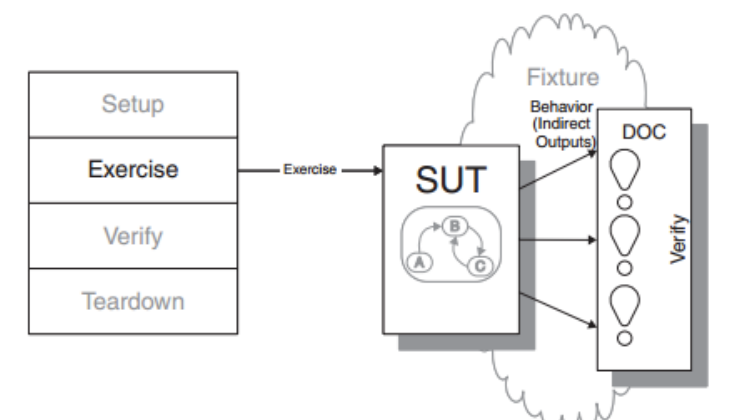 Setup
Exercise
Verify
Teardown
Exercise
SUT
A
B
C
Fixture
Behavior
(Indirect
Outputs)
DOC
Verify